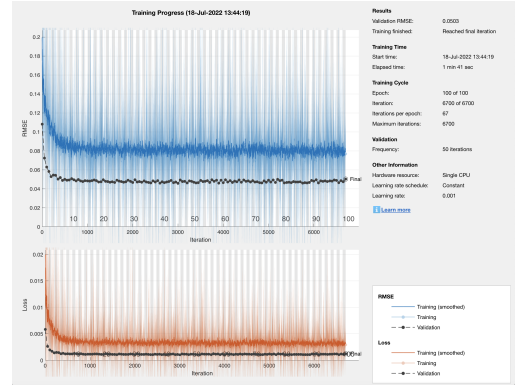 Training Progress (18-Jul-2022 13:44:19)
RMSE
0.2
0.18
0.16
0.14
0.12
0.1
0.08
0.06
0.04
0.02
0
Final
10 20 30 40 50 60 70 80 90 100
0 1000 2000 3000 4000 5000 6000
Iteration
Loss
0.02
0.015
0.01
0.005
0
Final
0 1000 2000 3000 4000 5000 6000
Iteration
Results
Validation RMSE: 0.0503
Training finished: Reached final iteration
Training Time
Start time: 18-Jul-2022 13:44:19
Elapsed time: 1 min 41 sec
Training Cycle
Epoch: 100 of 100
Iteration: 6700 of 6700
Iterations per epoch: 67
Maximum iterations: 6700
Validation
Frequency: 50 iterations
Other Information
Hardware resource: Single CPU
Learning rate schedule: Constant
Learning rate: 0.001
i Learn more
RMSE
Training (smoothed)
Training
Validation
Loss
Training (smoothed)
Training
Validation